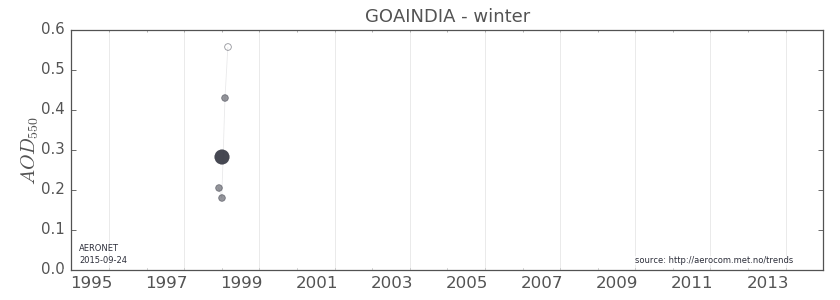 GOAINDIA - winter
0.6
0.5
0.4
0.3
0.2
0.1
0.0
AOD550
AERONET
2015-09-24
source: http://aerocom.met.no/trends
1995 1997 1999 2001 2003 2005 2007 2009 2011 2013